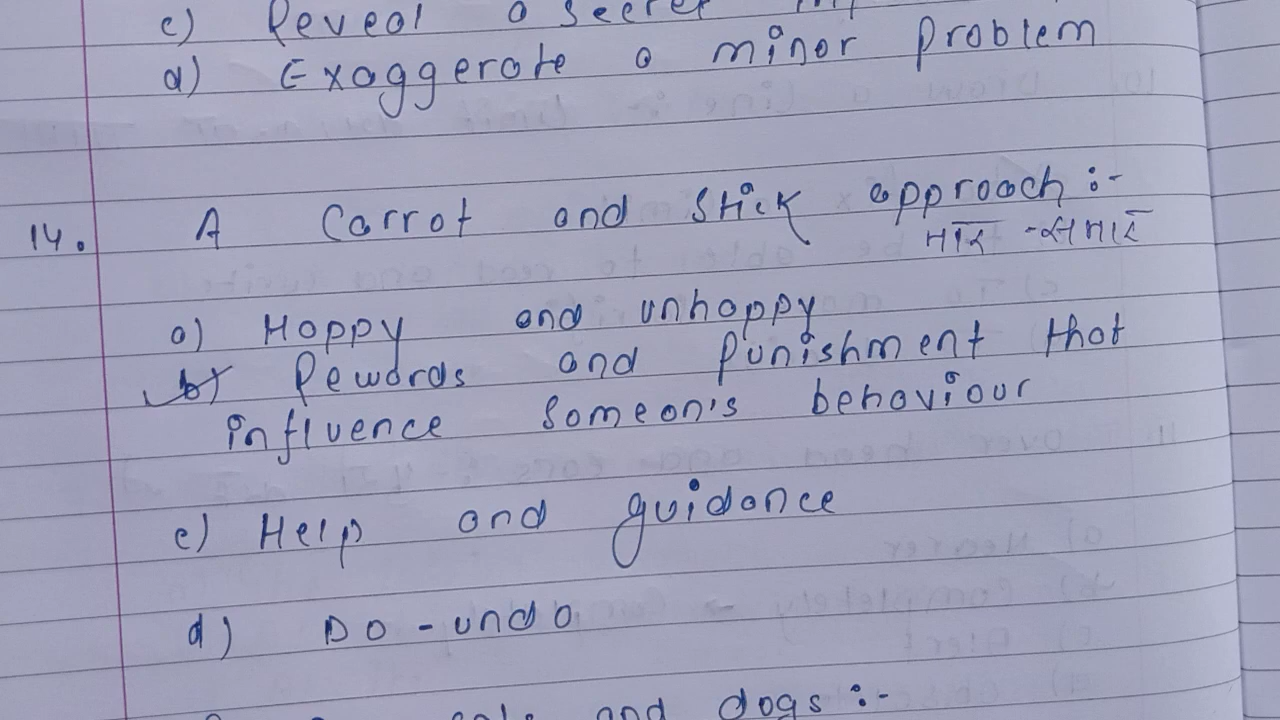 c) Reveal a secret
d) Exaggerate a minor problem
14. A Carrot and Stick approach :-
a) Happy and unhappy
b) Rewards and punishment that
influence Someon's behaviour
c) Help and guidance
d) Do - undo
and dogs :-